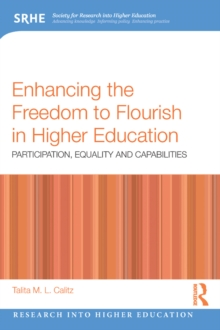 SRHE
Society for Research into Higher Education
Advancing knowledge Informing policy Enhancing practice
Enhancing the
Freedom to Flourish
in Higher Education
PARTICIPATION, EQUALITY AND CAPABILITIES
Talita M. L. Calitz
R
RESEARCH INTO HIGHER EDUCATION